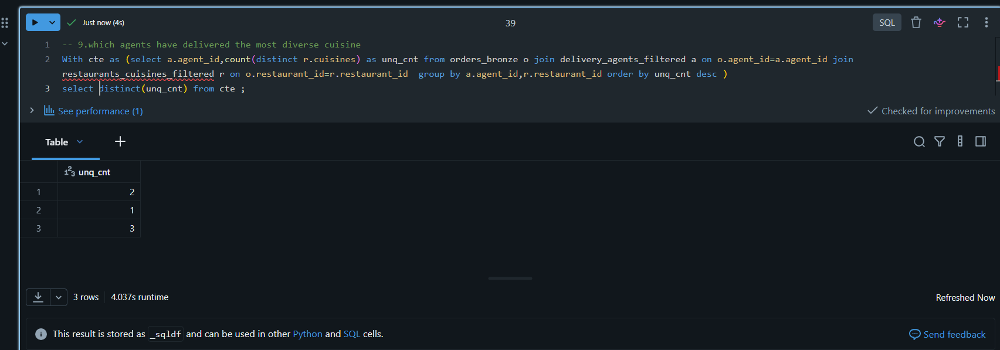 Just now (4s)
39
SQL
1 -- 9.which agents have delivered the most diverse cuisine
2 With cte as (select a.agent_id,count(distinct r.cuisines) as unq_cnt from orders_bronze o join delivery_agents_filtered a on o.agent_id=a.agent_id join
restaurants_cuisines_filtered r on o.restaurant_id=r.restaurant_id  group by a.agent_id,r.restaurant_id order by unq_cnt desc )
3 select distinct(unq_cnt) from cte ;
See performance (1)
Checked for improvements
Table
123 unq_cnt
1 2
2 1
3 3
3 rows
4.037s runtime
Refreshed Now
This result is stored as _sqldf and can be used in other Python and SQL cells.
Send feedback